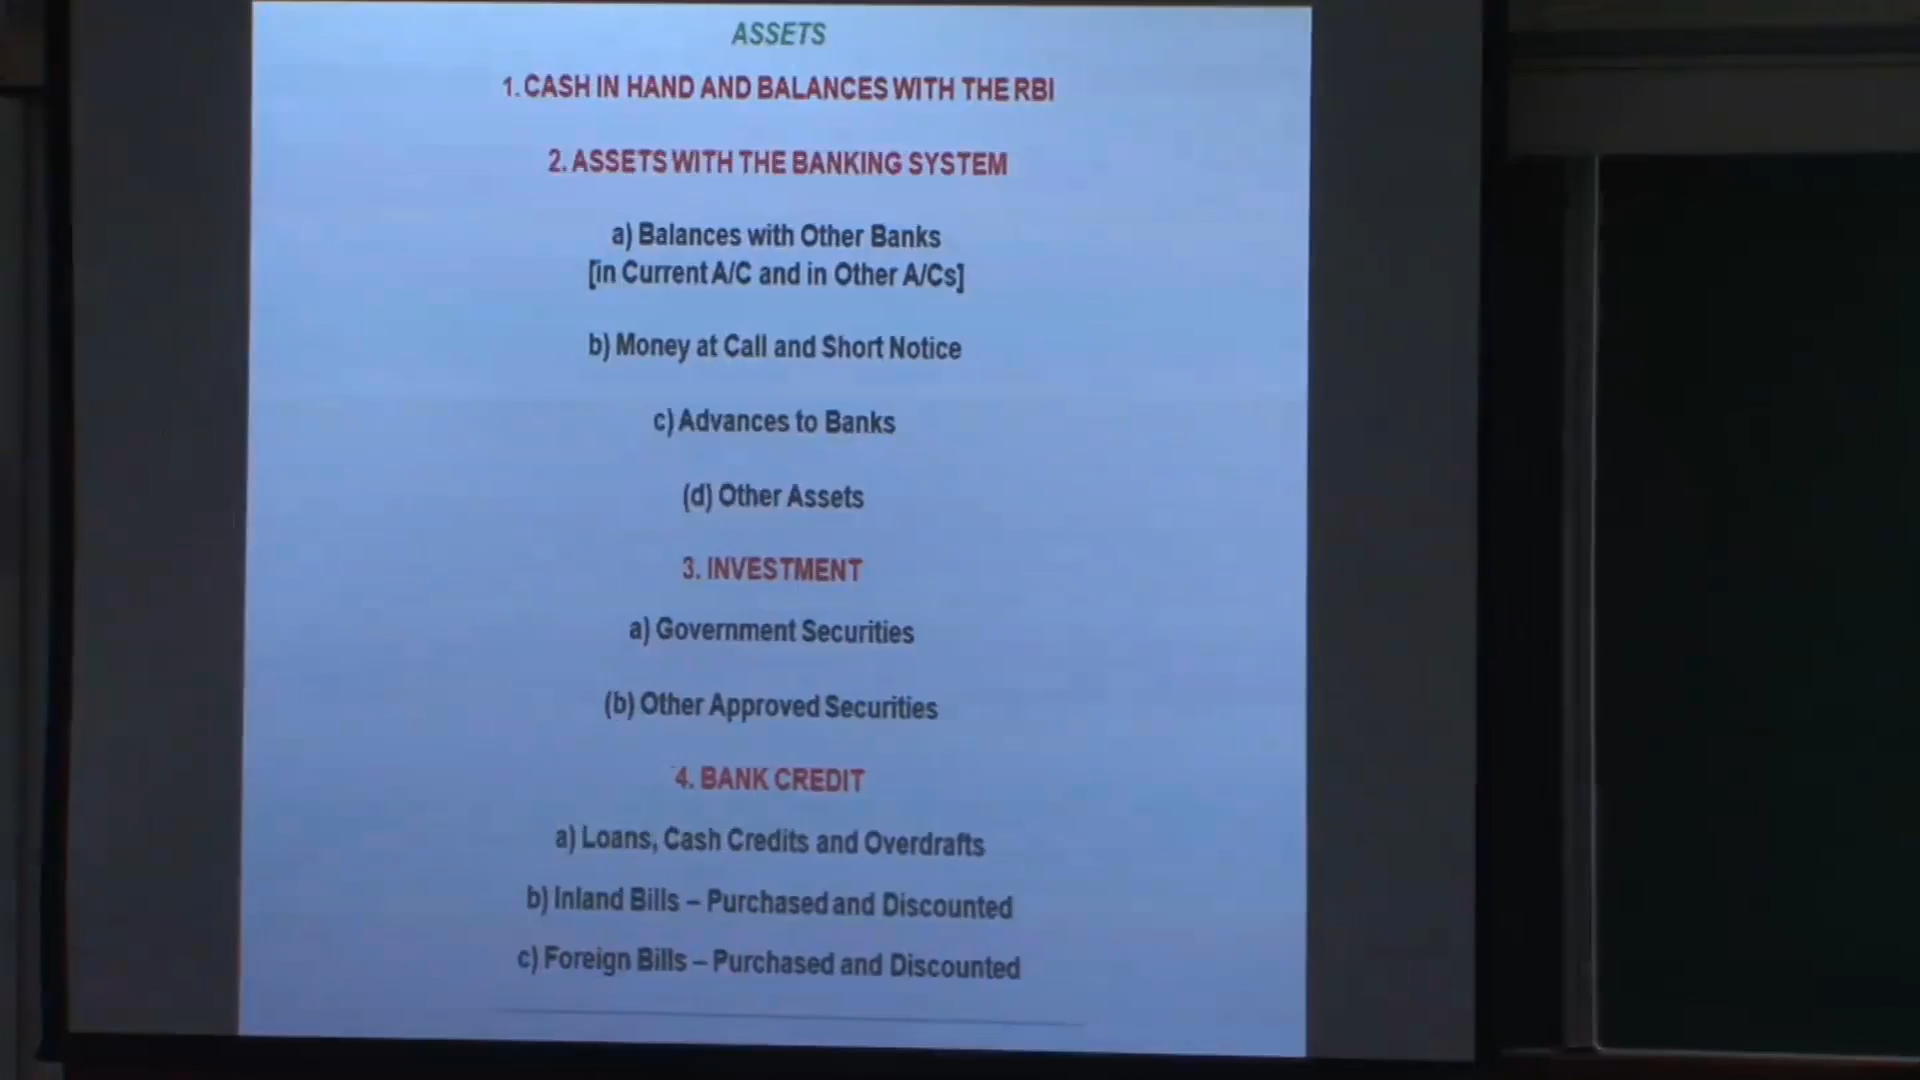 ASSETS
1. CASH IN HAND AND BALANCES WITH THE RBI
2. ASSETS WITH THE BANKING SYSTEM
a) Balances with Other Banks
[in Current A/C and in Other A/Cs]
b) Money at Call and Short Notice
c) Advances to Banks
(d) Other Assets
3. INVESTMENT
a) Government Securities
(b) Other Approved Securities
4. BANK CREDIT
a) Loans, Cash Credits and Overdrafts
b) Inland Bills – Purchased and Discounted
c) Foreign Bills – Purchased and Discounted